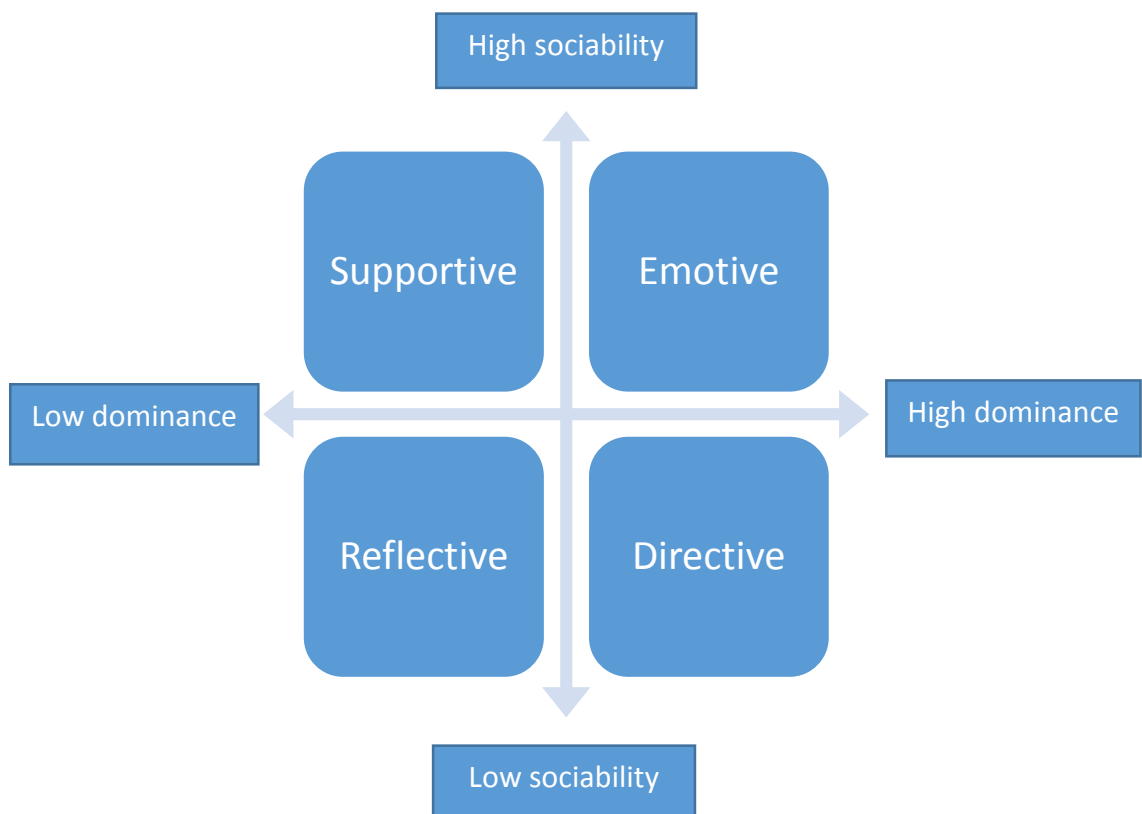 High sociability
Supportive
Emotive
Low dominance
High dominance
Reflective
Directive
Low sociability